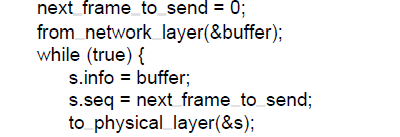 next_frame_to_send = 0;
from_network_layer(&buffer);
while (true) {
s.info = buffer;
s.seq = next_frame_to_send;
to_physical_layer(&s);